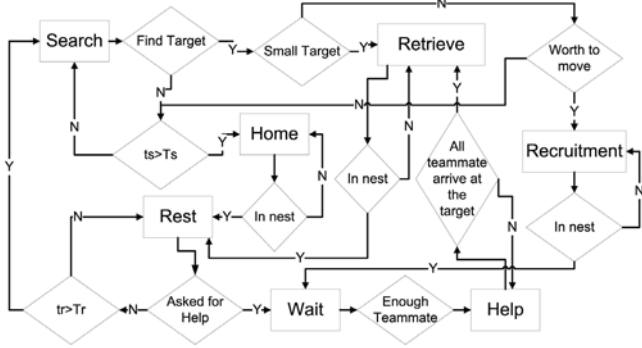 N
Search
Find Target
Y
Small Target
Y
Retrieve
Worth to
move
N
N
Y
Y
N
ts>Ts
Y
Home
N
In nest
N
All
teammate
arrive at
the
target
Recruitment
Y
N
Rest
Y
In nest
N
In nest
N
Y
Y
tr>Tr
N
Asked for
Help
Y
Wait
Enough
Teammate
Help